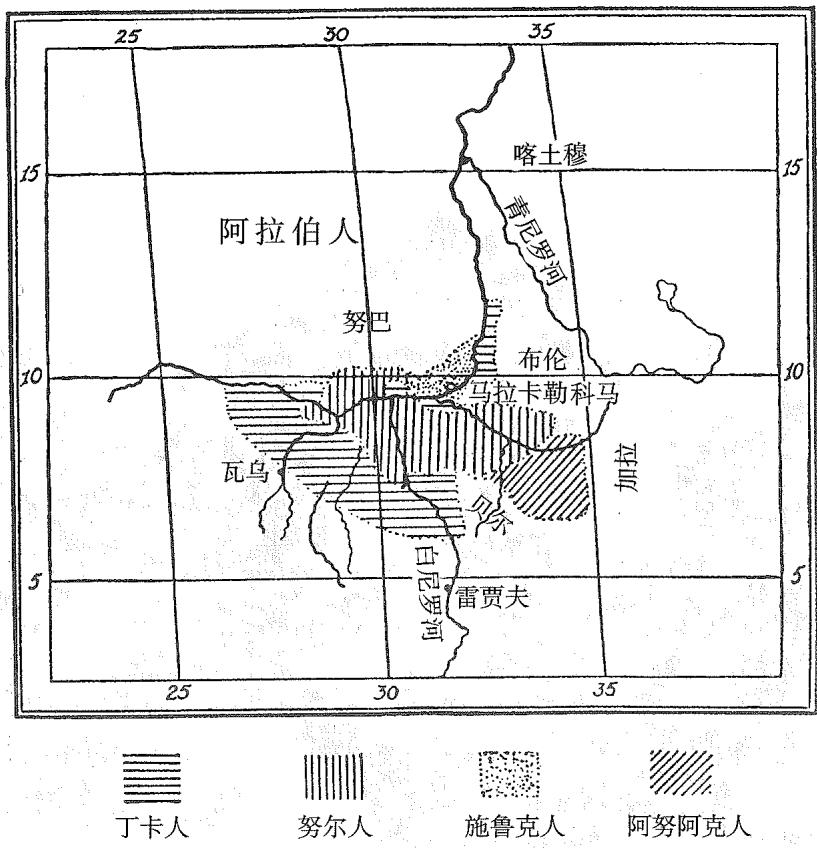 25 30 35
喀土穆
15 15
青尼罗河
阿拉伯人
努巴
布伦
10 10
马拉卡勒科马
加拉
瓦乌
贝尔
白尼罗河
5 5
雷贾夫
25 30 35
丁卡人 努尔人 施鲁克人 阿努阿克人